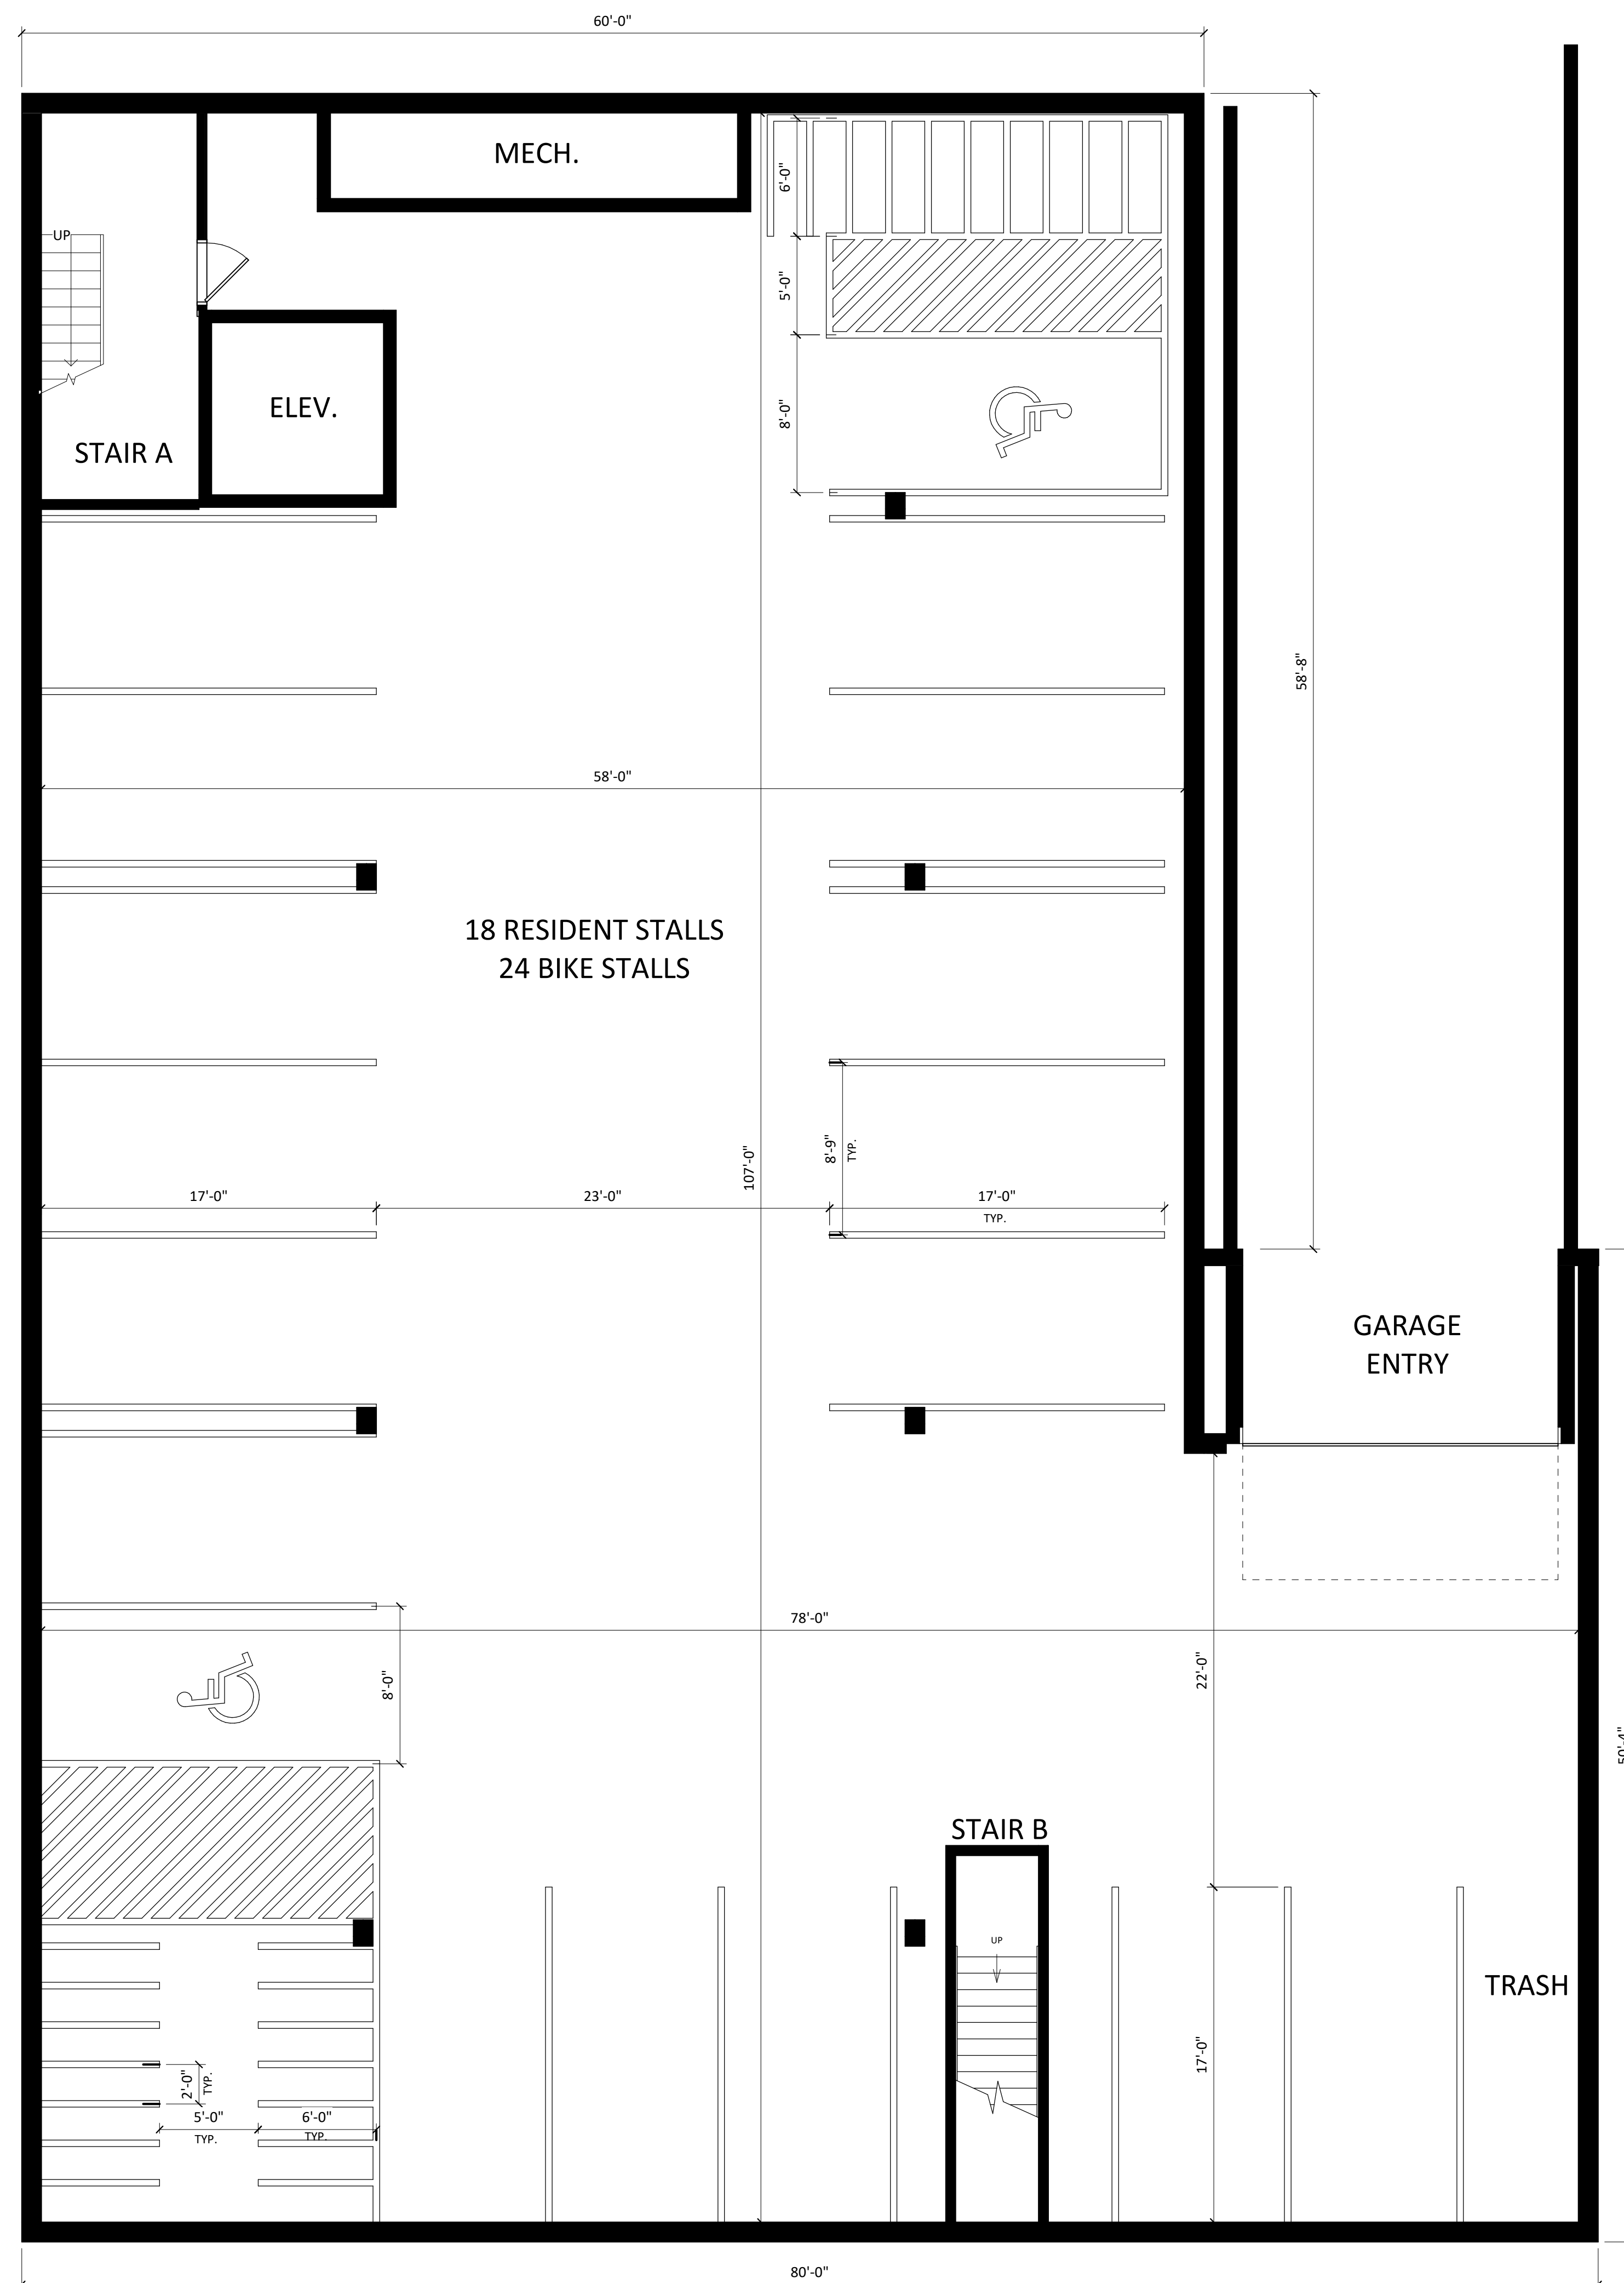 60'-0"
MECH.
6'-0"
UP
5'-0"
ELEV.
8'-0"
STAIR A
58'-8"
58'-0"
18 RESIDENT STALLS
24 BIKE STALLS
107'-0"
8'-9"
TYP.
17'-0"
23'-0"
17'-0"
TYP.
GARAGE
ENTRY
78'-0"
8'-0"
22'-0"
50'-4"
STAIR B
UP
TRASH
17'-0"
2'-0"
TYP.
5'-0"
TYP.
6'-0"
TYP.
80'-0"